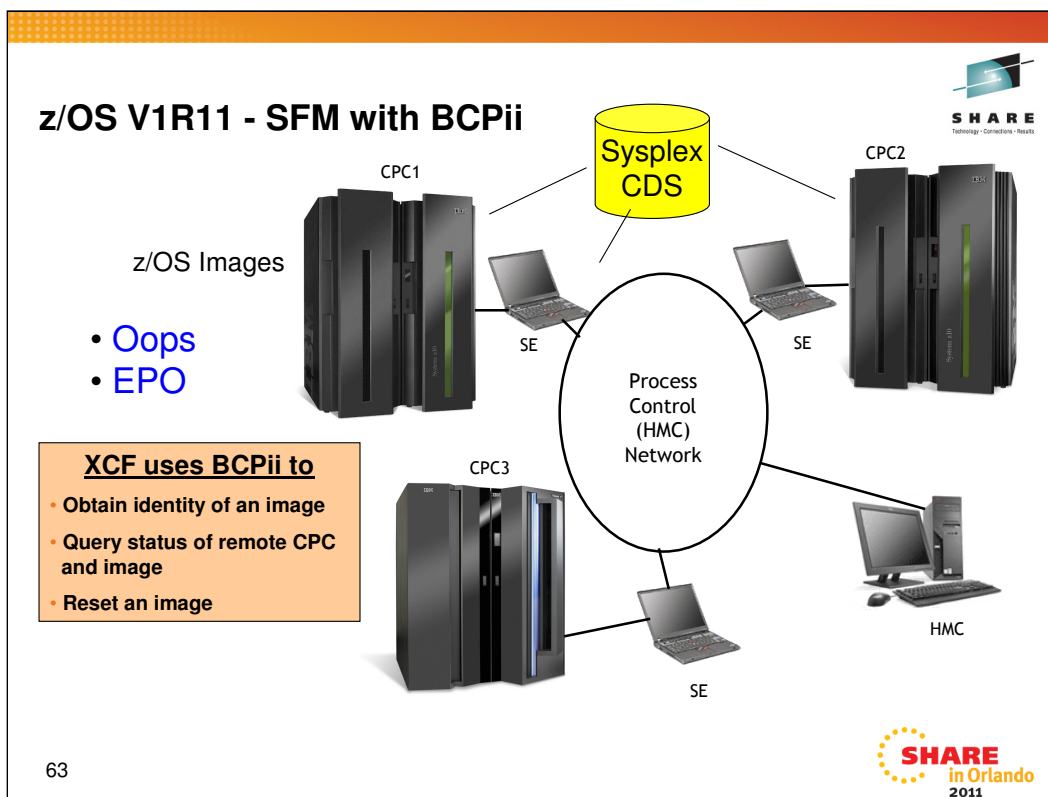 SHARE
Technology · Connections · Results
z/OS V1R11 - SFM with BCPii
Sysplex
CDS
CPC1
CPC2
IBM
z/OS Images
• Oops
• EPO
SE
SE
Process
Control
(HMC)
Network
XCF uses BCPii to
• Obtain identity of an image
• Query status of remote CPC
and image
• Reset an image
CPC3
IBM
HMC
SE
63
SHARE
in Orlando
2011